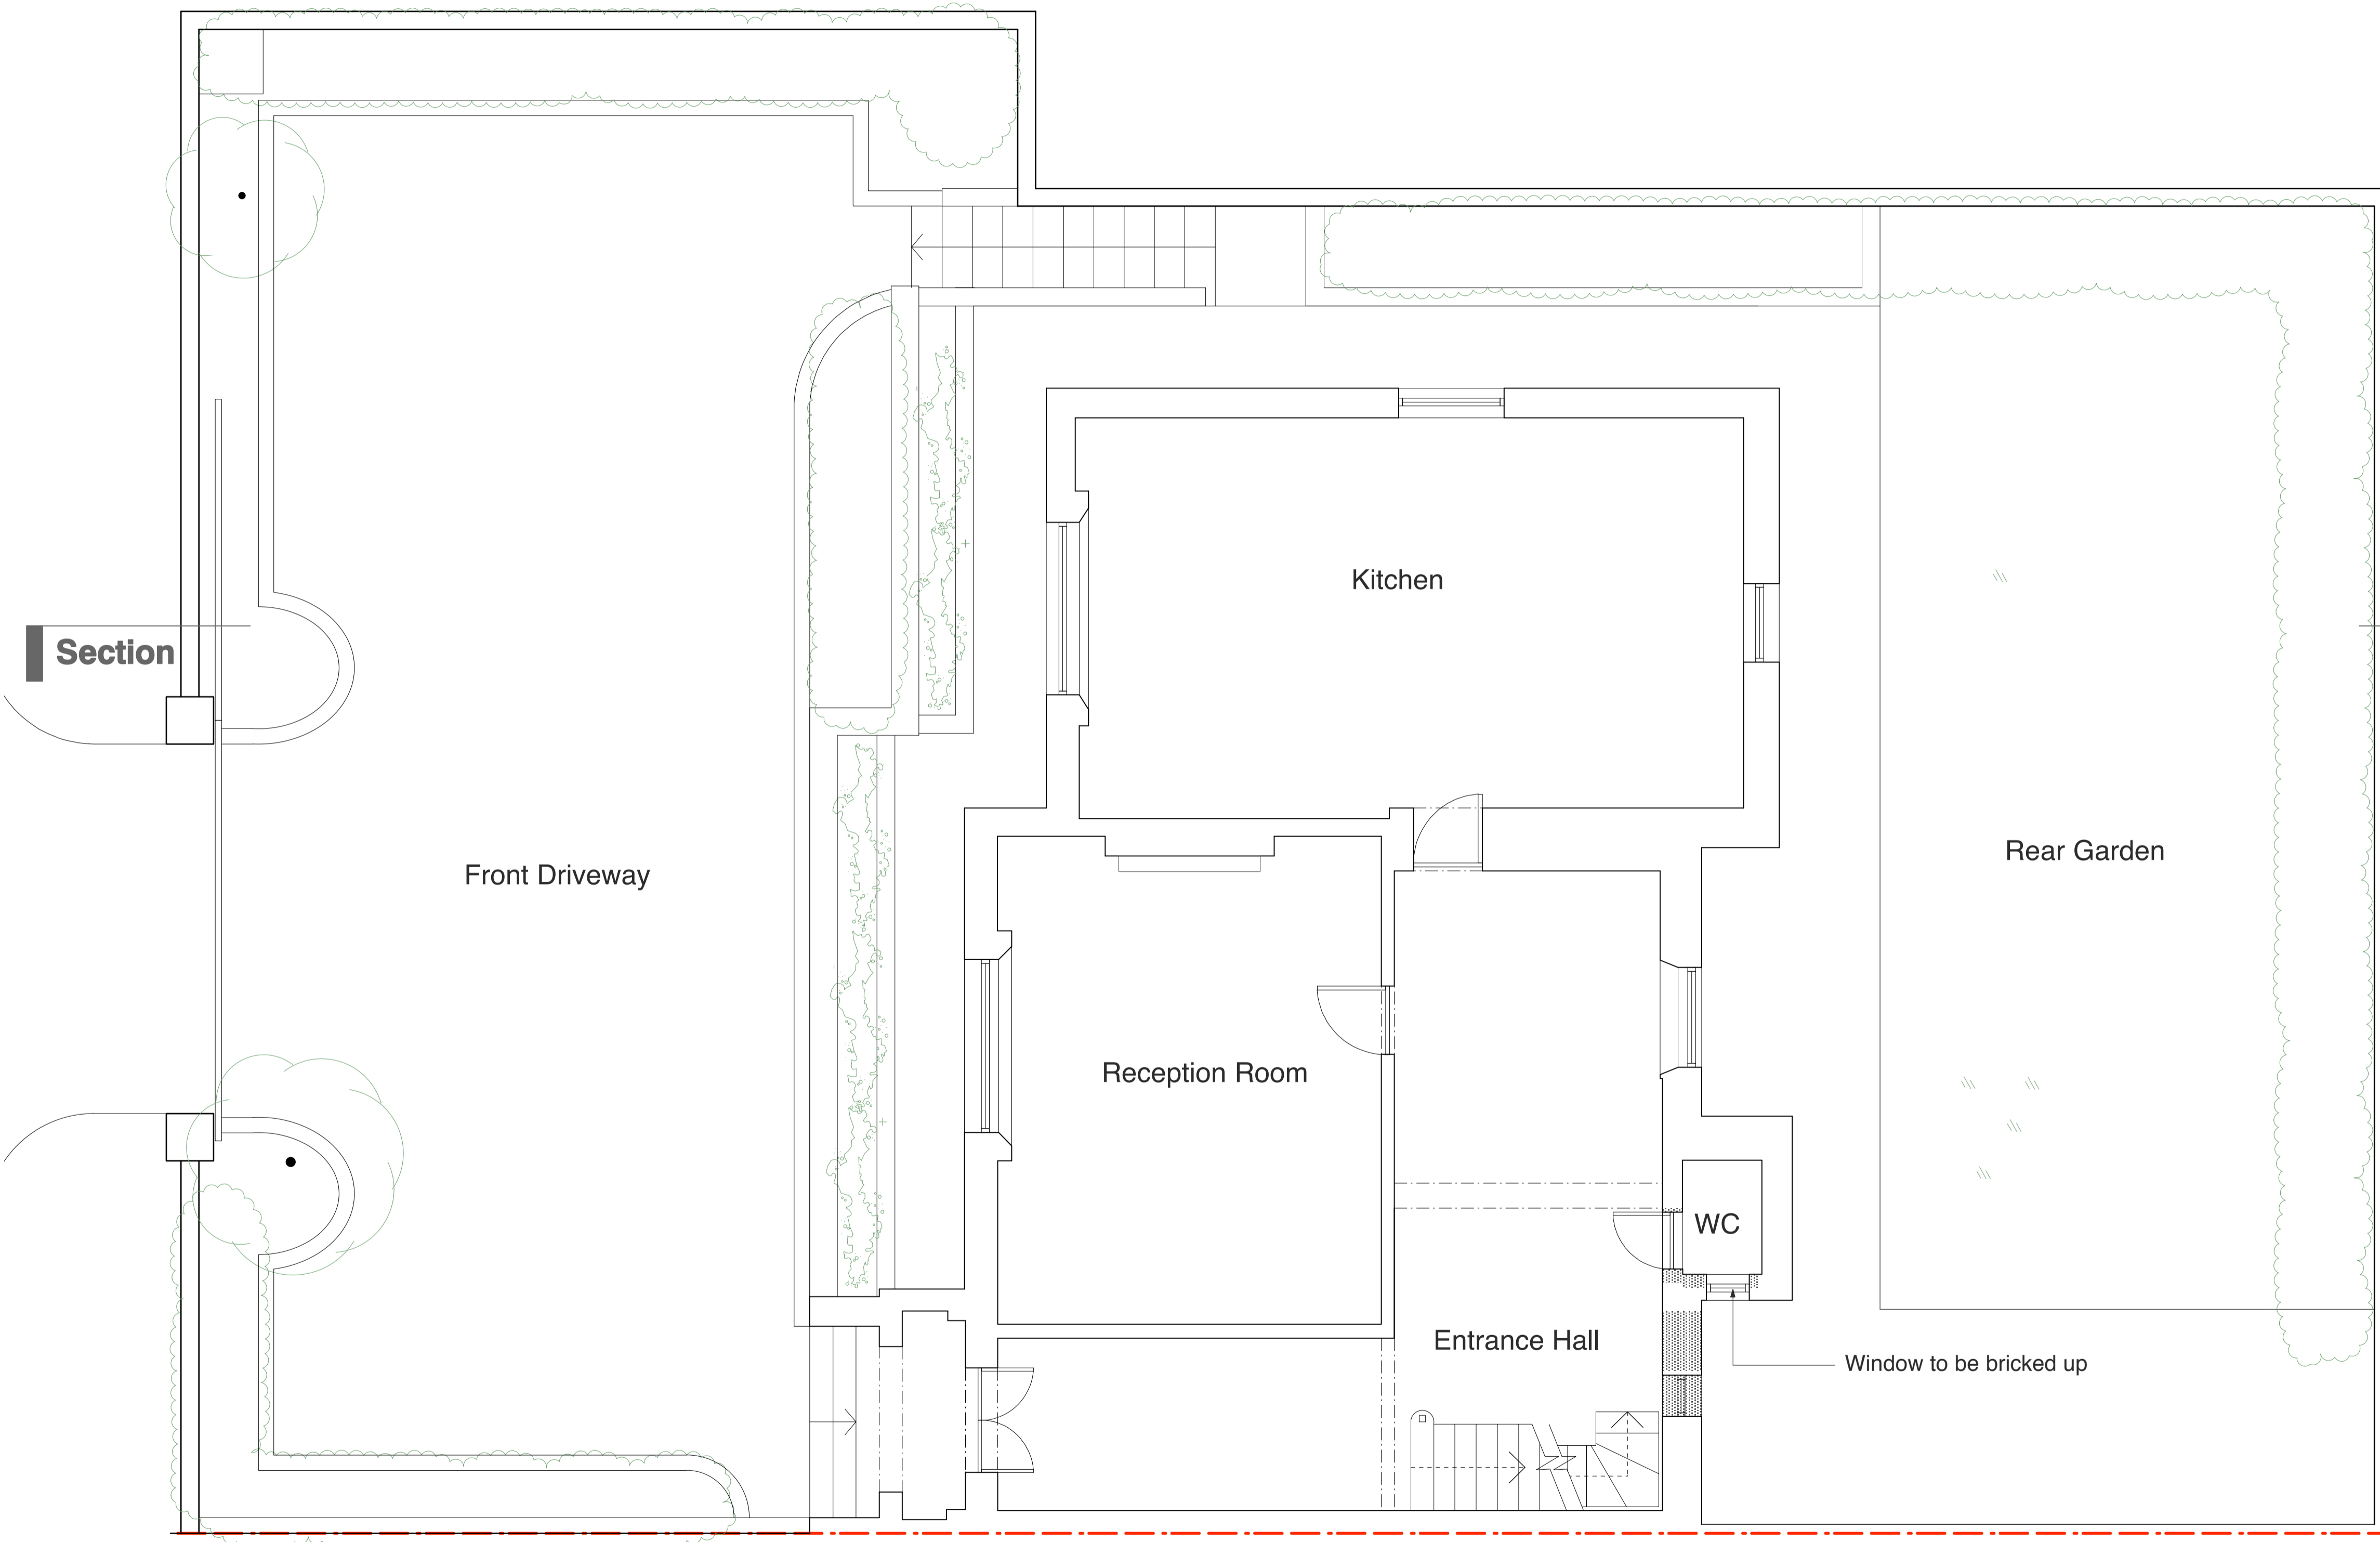 Kitchen
Section
Rear Garden
Front Driveway
Reception Room
WC
Entrance Hall
Window to be bricked up